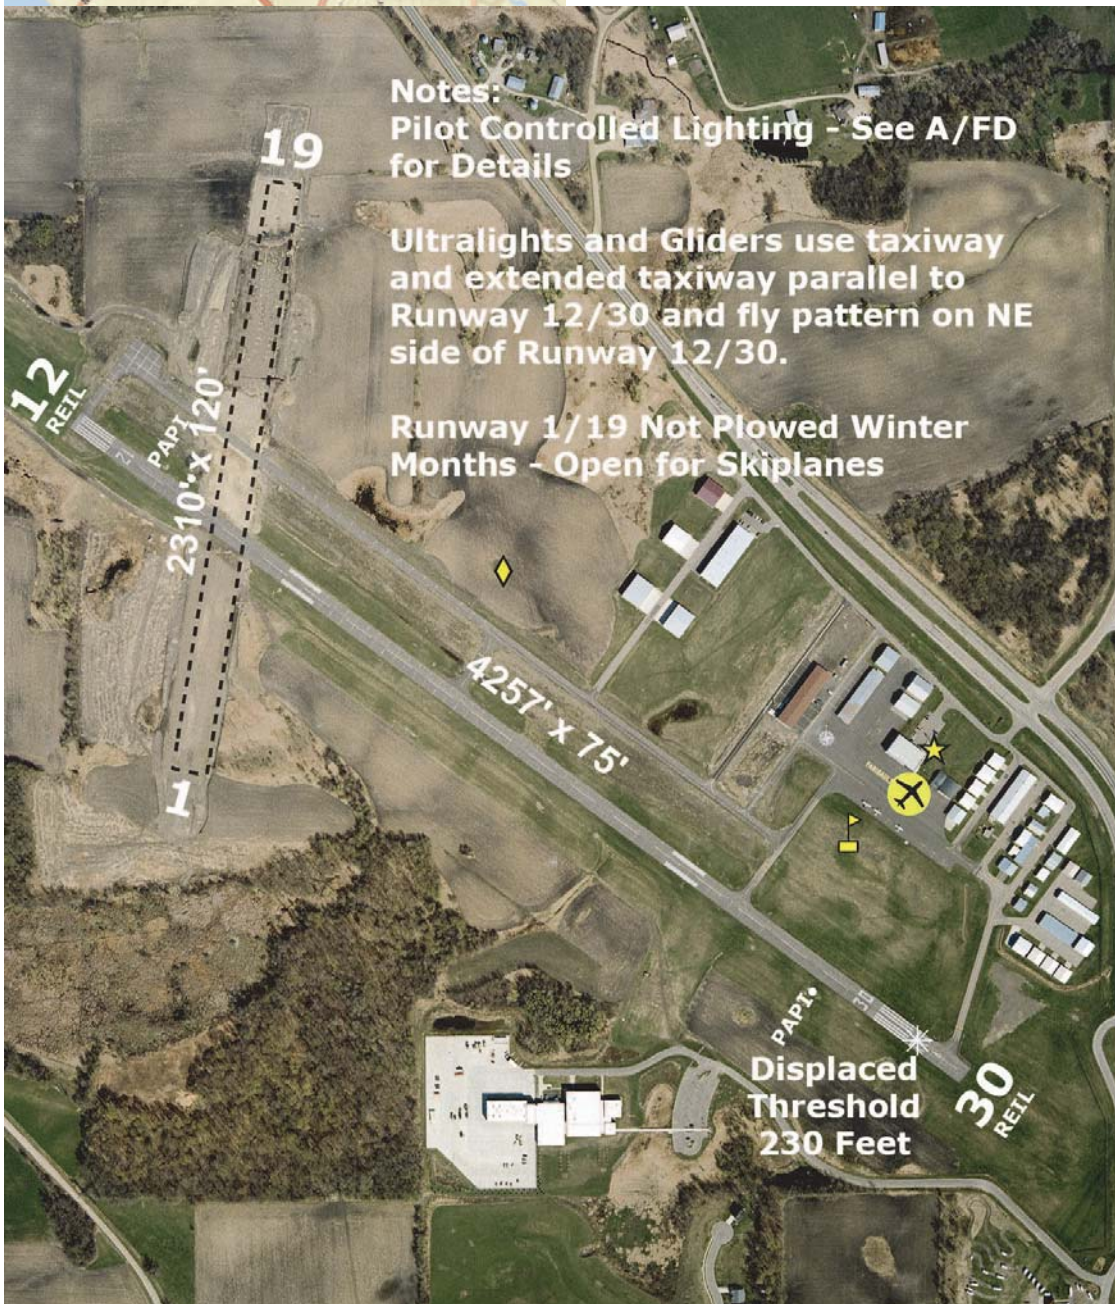 Notes:
Pilot Controlled Lighting - See A/FD
for Details
Ultralights and Gliders use taxiway
and extended taxiway parallel to
Runway 12/30 and fly pattern on NE
side of Runway 12/30.
Runway 1/19 Not Plowed Winter
Months - Open for Skiplanes
19
12
REIL
PAPI
12
2310' x 120'
4257' x 75'
1
30
PAPI
Displaced
Threshold
230 Feet
30
REIL